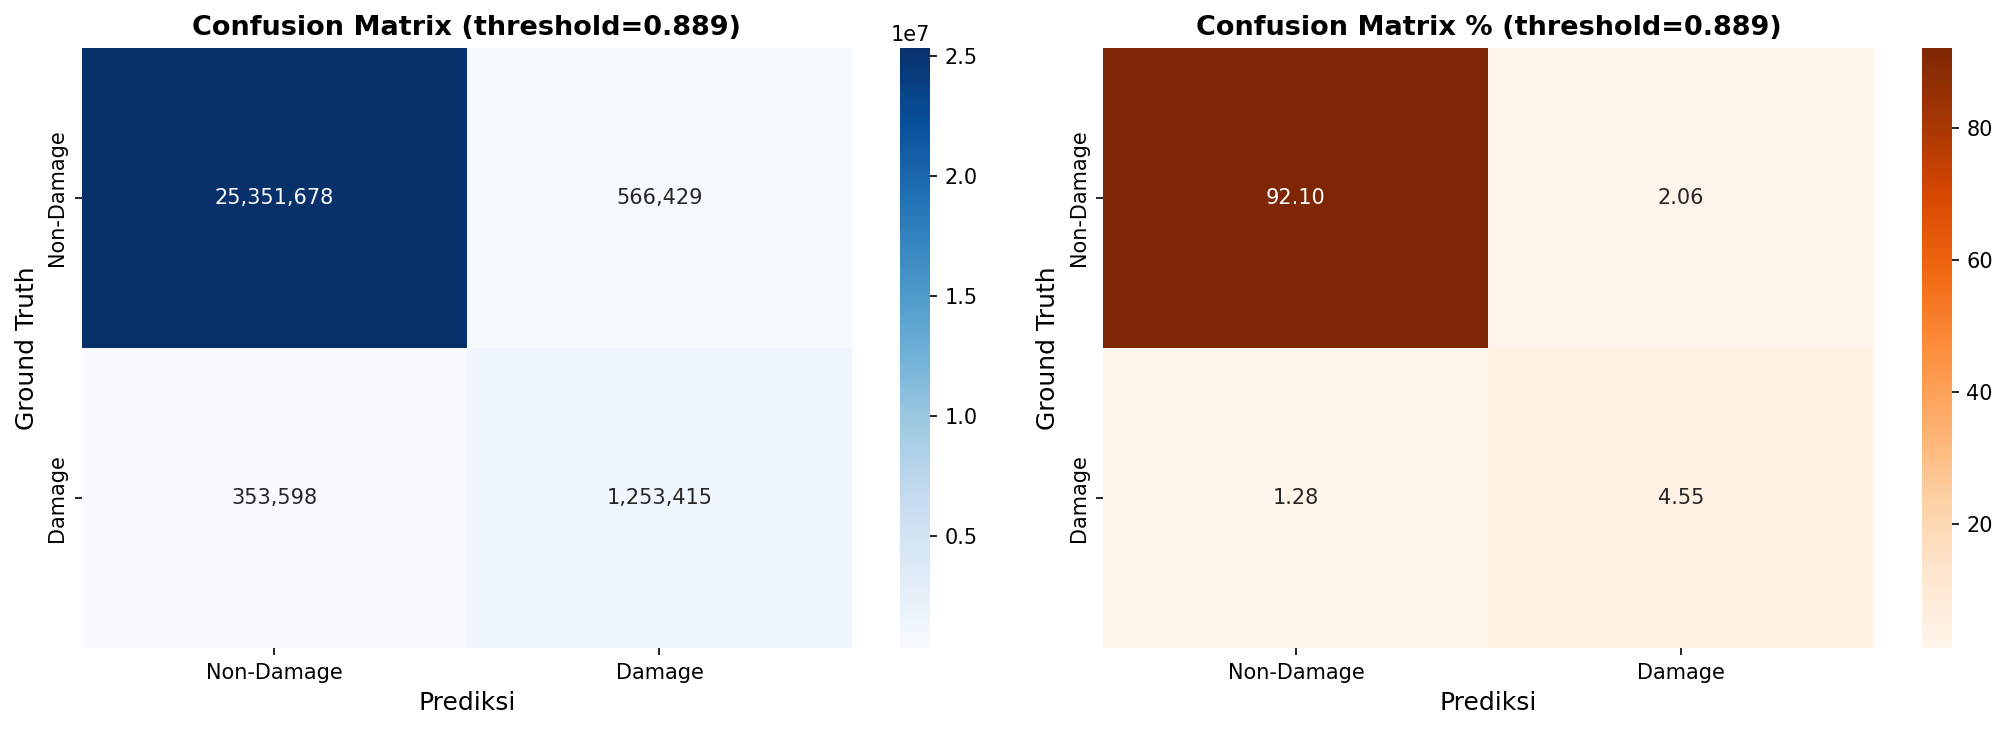 Confusion Matrix (threshold=0.889)
Ground Truth
Non-Damage
Damage
25,351,678
566,429
353,598
1,253,415
Non-Damage
Damage
Prediksi
1e7
2.5
2.0
1.5
1.0
0.5
Confusion Matrix % (threshold=0.889)
Ground Truth
Non-Damage
Damage
92.10
2.06
1.28
4.55
Non-Damage
Damage
Prediksi
80
60
40
20